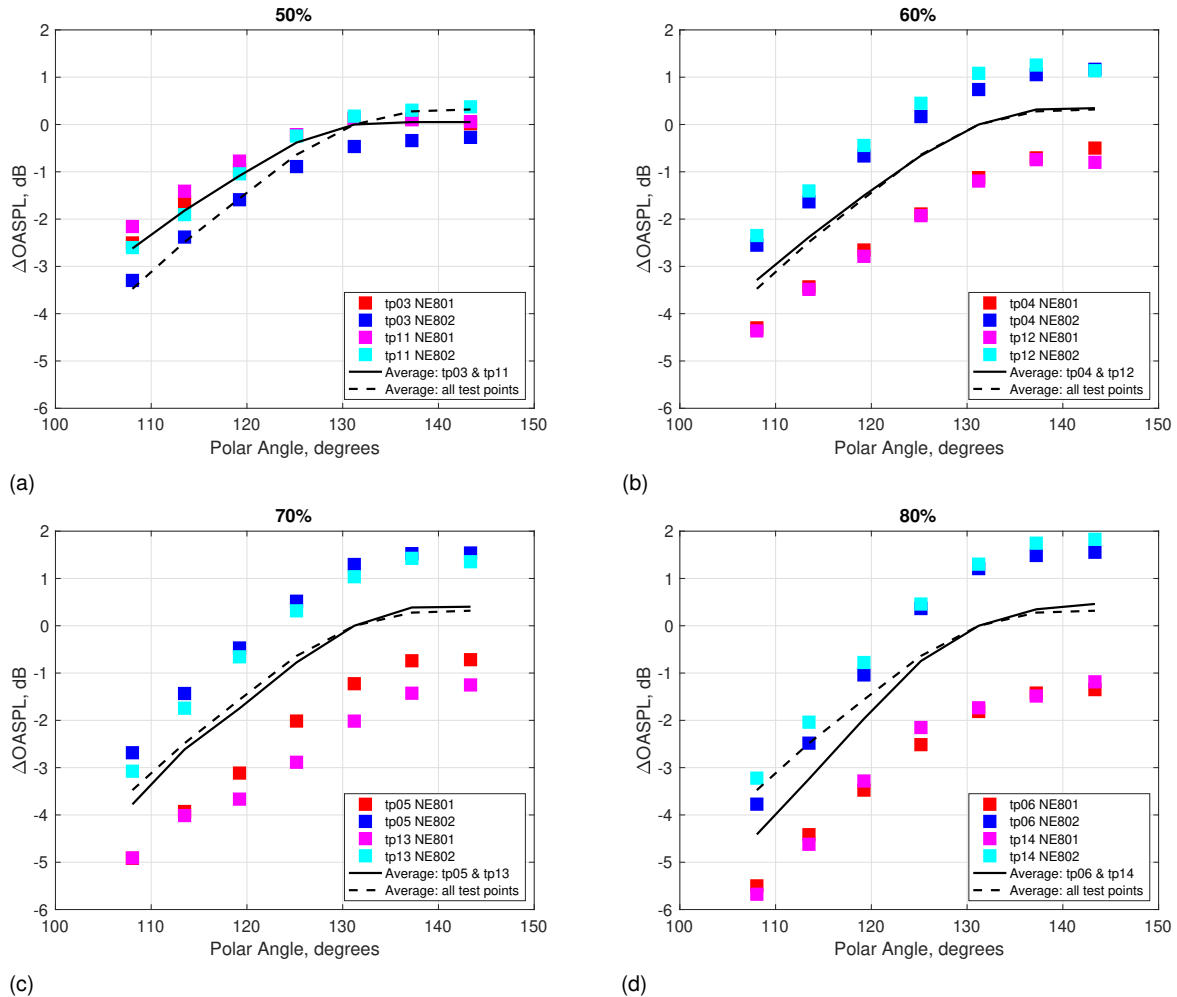 50%
2
1
0
-1
-2
-3
-4
-5
-6
ΔOASPL, dB
tp03 NE801
tp03 NE802
tp11 NE801
tp11 NE802
Average: tp03 & tp11
Average: all test points
100 110 120 130 140 150
Polar Angle, degrees
(a)
60%
2
1
0
-1
-2
-3
-4
-5
-6
ΔOASPL, dB
tp04 NE801
tp04 NE802
tp12 NE801
tp12 NE802
Average: tp04 & tp12
Average: all test points
100 110 120 130 140 150
Polar Angle, degrees
(b)
70%
2
1
0
-1
-2
-3
-4
-5
-6
ΔOASPL, dB
tp05 NE801
tp05 NE802
tp13 NE801
tp13 NE802
Average: tp05 & tp13
Average: all test points
100 110 120 130 140 150
Polar Angle, degrees
(c)
80%
2
1
0
-1
-2
-3
-4
-5
-6
ΔOASPL, dB
tp06 NE801
tp06 NE802
tp14 NE801
tp14 NE802
Average: tp06 & tp14
Average: all test points
100 110 120 130 140 150
Polar Angle, degrees
(d)